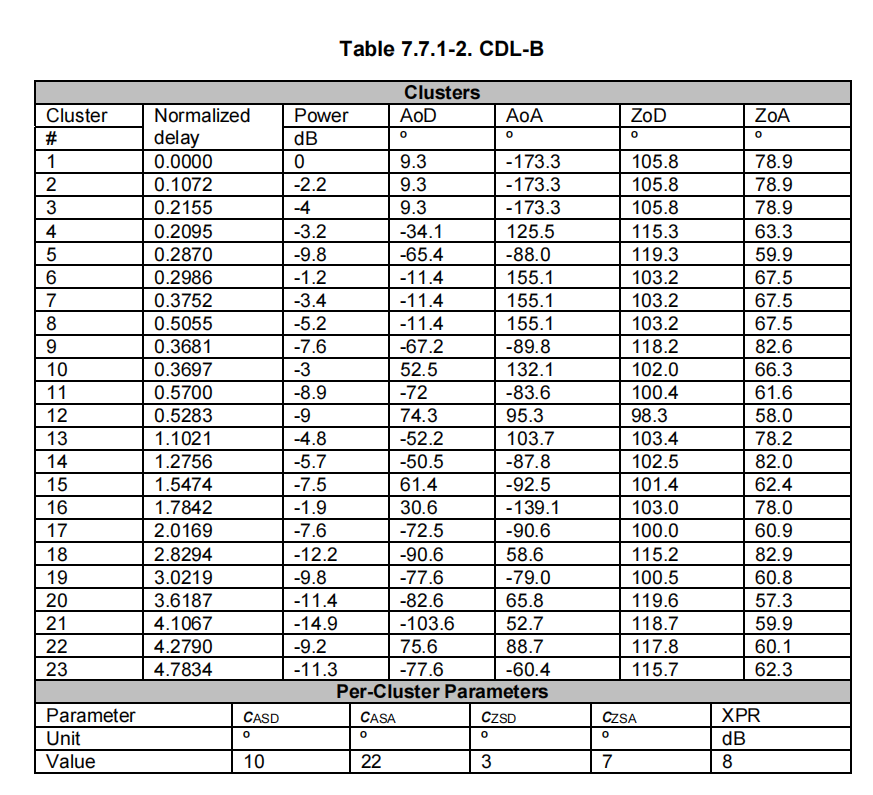 Table 7.7.1-2. CDL-B
Clusters
Cluster Normalized Power AoD AoA ZoD ZoA
# delay dB º º º º
1 0.0000 0 9.3 -173.3 105.8 78.9
2 0.1072 -2.2 9.3 -173.3 105.8 78.9
3 0.2155 -4 9.3 -173.3 105.8 78.9
4 0.2095 -3.2 -34.1 125.5 115.3 63.3
5 0.2870 -9.8 -65.4 -88.0 119.3 59.9
6 0.2986 -1.2 -11.4 155.1 103.2 67.5
7 0.3752 -3.4 -11.4 155.1 103.2 67.5
8 0.5055 -5.2 -11.4 155.1 103.2 67.5
9 0.3681 -7.6 -67.2 -89.8 118.2 82.6
10 0.3697 -3 52.5 132.1 102.0 66.3
11 0.5700 -8.9 -72 -83.6 100.4 61.6
12 0.5283 -9 74.3 95.3 98.3 58.0
13 1.1021 -4.8 -52.2 103.7 103.4 78.2
14 1.2756 -5.7 -50.5 -87.8 102.5 82.0
15 1.5474 -7.5 61.4 -92.5 101.4 62.4
16 1.7842 -1.9 30.6 -139.1 103.0 78.0
17 2.0169 -7.6 -72.5 -90.6 100.0 60.9
18 2.8294 -12.2 -90.6 58.6 115.2 82.9
19 3.0219 -9.8 -77.6 -79.0 100.5 60.8
20 3.6187 -11.4 -82.6 65.8 119.6 57.3
21 4.1067 -14.9 -103.6 52.7 118.7 59.9
22 4.2790 -9.2 75.6 88.7 117.8 60.1
23 4.7834 -11.3 -77.6 -60.4 115.7 62.3
Per-Cluster Parameters
Parameter cASD cASA cZSD cZSA XPR
Unit º º º º dB
Value 10 22 3 7 8